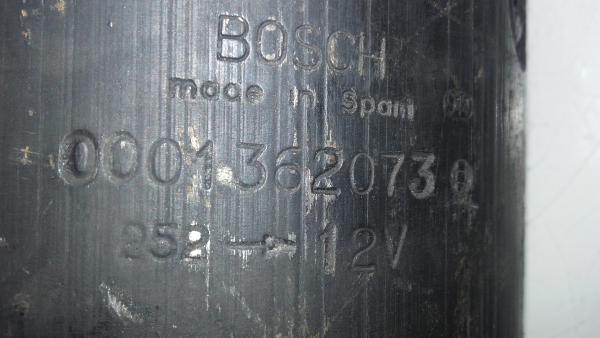 BOSCH
made in Spain
0001362073
252 → 12V